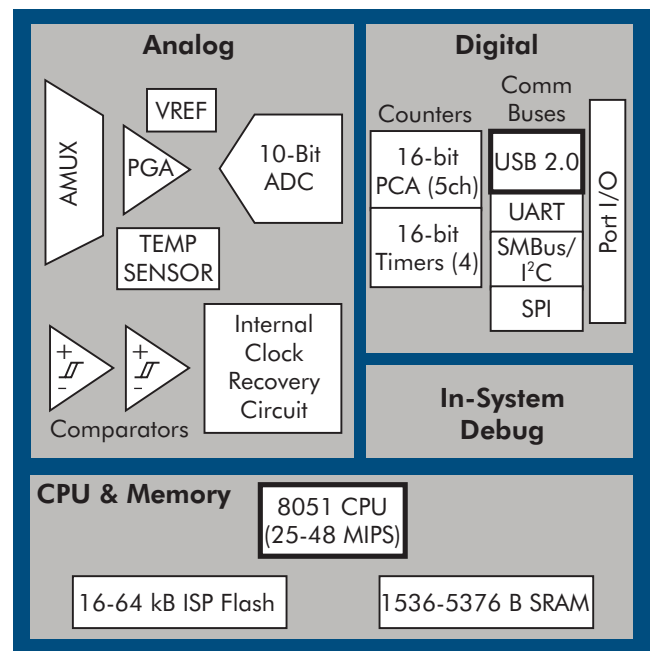 Analog
AMUX
VREF
PGA
10-Bit
ADC
TEMP
SENSOR
+
-
+
-
Comparators
Internal
Clock
Recovery
Circuit
Digital
Counters
Comm
Buses
16-bit
PCA (5ch)
16-bit
Timers (4)
USB 2.0
UART
SMBus/
I²C
SPI
Port I/O
In-System
Debug
CPU & Memory
8051 CPU
(25-48 MIPS)
16-64 kB ISP Flash
1536-5376 B SRAM